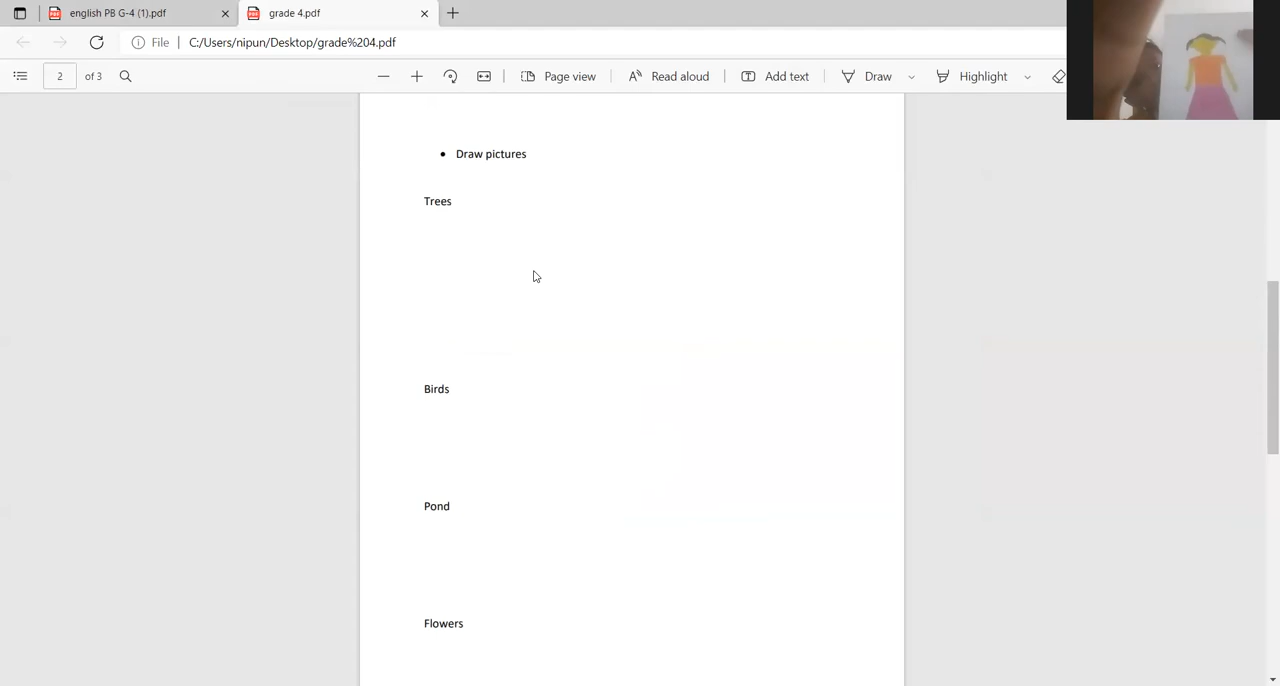 english PB G-4 (1).pdf
grade 4.pdf
File
C:/Users/nipun/Desktop/grade%204.pdf
2 of 3
Page view
Read aloud
Add text
Draw
Highlight
• Draw pictures
Trees
Birds
Pond
Flowers